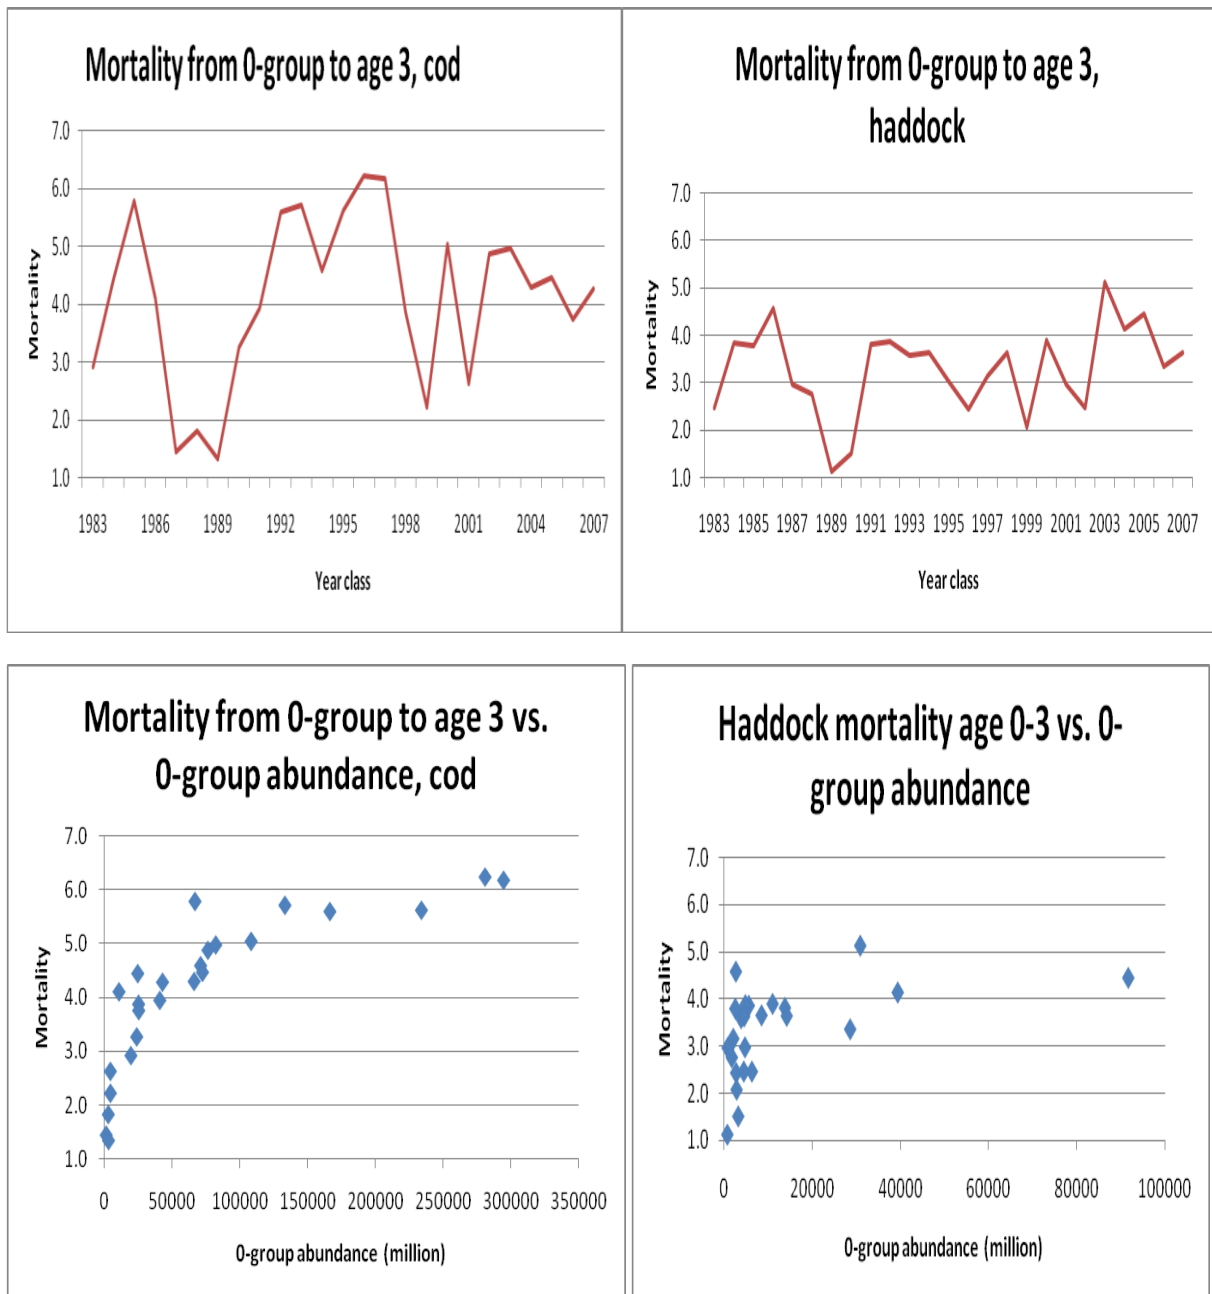 Mortality from 0-group to age 3, cod
7.0
6.0
5.0
4.0
3.0
2.0
1.0
Mortality
1983 1986 1989 1992 1995 1998 2001 2004 2007
Year class
Mortality from 0-group to age 3,
haddock
7.0
6.0
5.0
4.0
3.0
2.0
1.0
Mortality
1983 1985 1987 1989 1991 1993 1995 1997 1999 2001 2003 2005 2007
Year class
Mortality from 0-group to age 3 vs.
0-group abundance, cod
7.0
6.0
5.0
4.0
3.0
2.0
1.0
Mortality
0 50000 100000 150000 200000 250000 300000 350000
0-group abundance (million)
Haddock mortality age 0-3 vs. 0-
group abundance
7.0
6.0
5.0
4.0
3.0
2.0
1.0
Mortality
0 20000 40000 60000 80000 100000
0-group abundance (million)